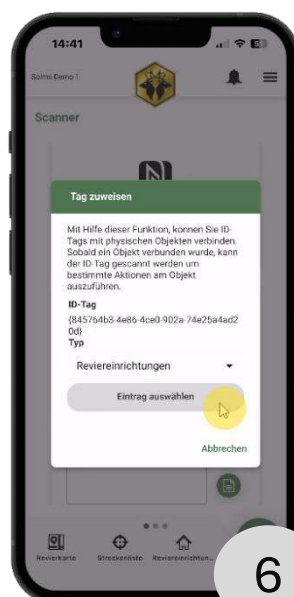 14:41
Solms Demo 1
Scanner
Tag zuweisen
Mit Hilfe dieser Funktion, können Sie ID-
Tags mit physischen Objekten verbinden.
Sobald ein Objekt verbunden wurde, kann
der ID-Tag gescannt werden um
bestimmte Aktionen am Objekt
auszuführen.
ID-Tag
{845764b3-4e86-4ce0-902a-74e25a4ad2
0d}
Typ
Reviereinrichtungen
Eintrag auswählen
Abbrechen
Revierkarte Streckenliste Reviereinrichtun...
6